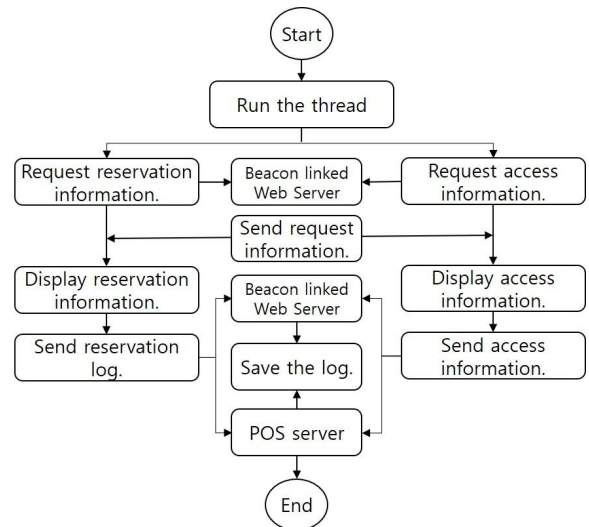 Start
Run the thread
Request reservation
information.
Beacon linked
Web Server
Request access
information.
Send request
information.
Display reservation
information.
Beacon linked
Web Server
Display access
information.
Send reservation
log.
Save the log.
Send access
information.
POS server
End